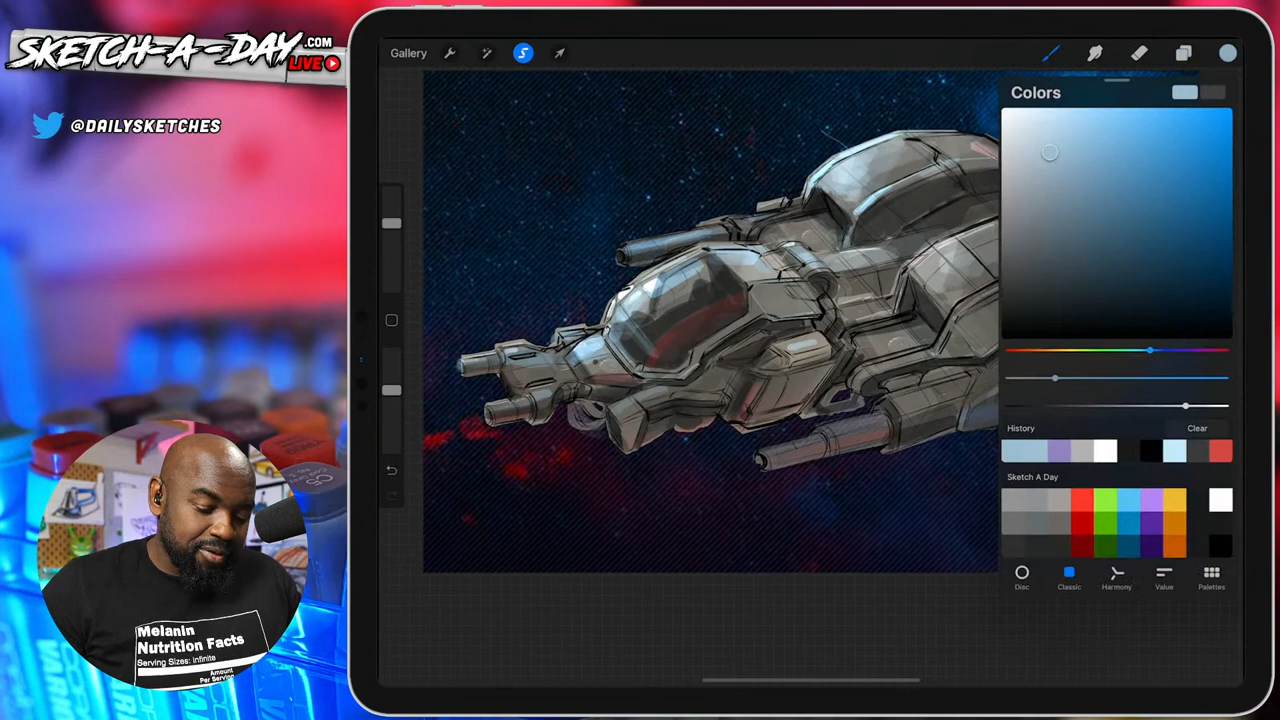 SKETCH-A-DAY.COM
LIVE
@DAILYSKETCHES
Gallery
Colors
History
Clear
Sketch A Day
Disc
Classic
Harmony
Value
Palettes
Melanin
Nutrition Facts
Serving Sizes: infinite
Amount
Per Serving
VARI